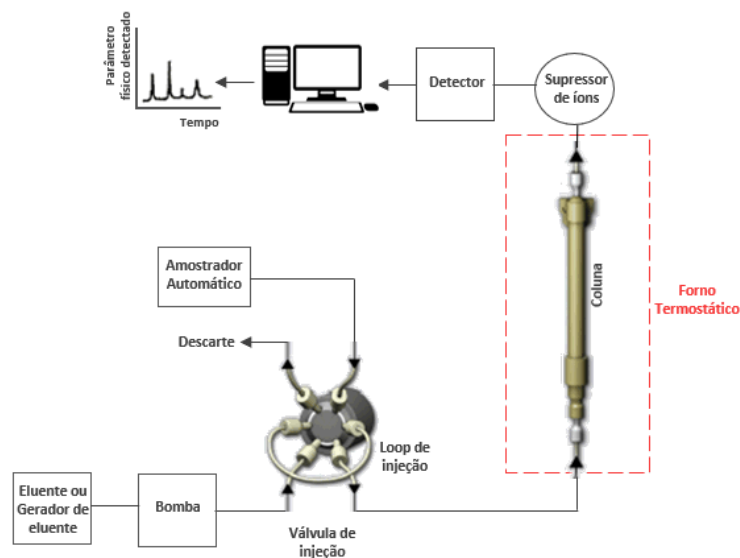 Parâmetro
físico detectado
Tempo
Detector
Supressor
de íons
Amostrador
Automático
Descarte
Coluna
Forno
Termostático
Loop de
injeção
Eluente ou
Gerador de
eluente
Bomba
Válvula de
injeção